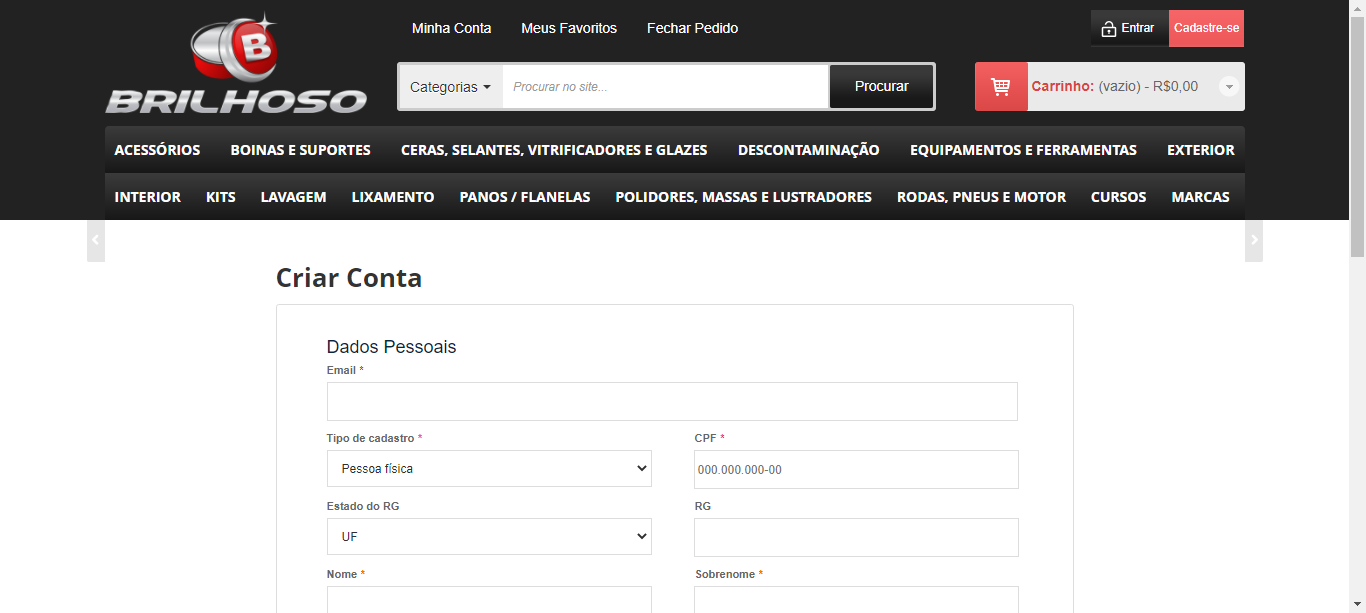 Minha Conta Meus Favoritos Fechar Pedido
Entrar Cadastre-se
B
BRILHOSO
Categorias Procurar no site... Procurar
Carrinho: (vazio) - R$0,00
ACESSÓRIOS BOINAS E SUPORTES CERAS, SELANTES, VITRIFICADORES E GLAZES DESCONTAMINAÇÃO EQUIPAMENTOS E FERRAMENTAS EXTERIOR
INTERIOR KITS LAVAGEM LIXAMENTO PANOS / FLANELAS POLIDORES, MASSAS E LUSTRADORES RODAS, PNEUS E MOTOR CURSOS MARCAS
Criar Conta
Dados Pessoais
Email *
Tipo de cadastro * CPF *
Pessoa física 000.000.000-00
Estado do RG RG
UF
Nome * Sobrenome *